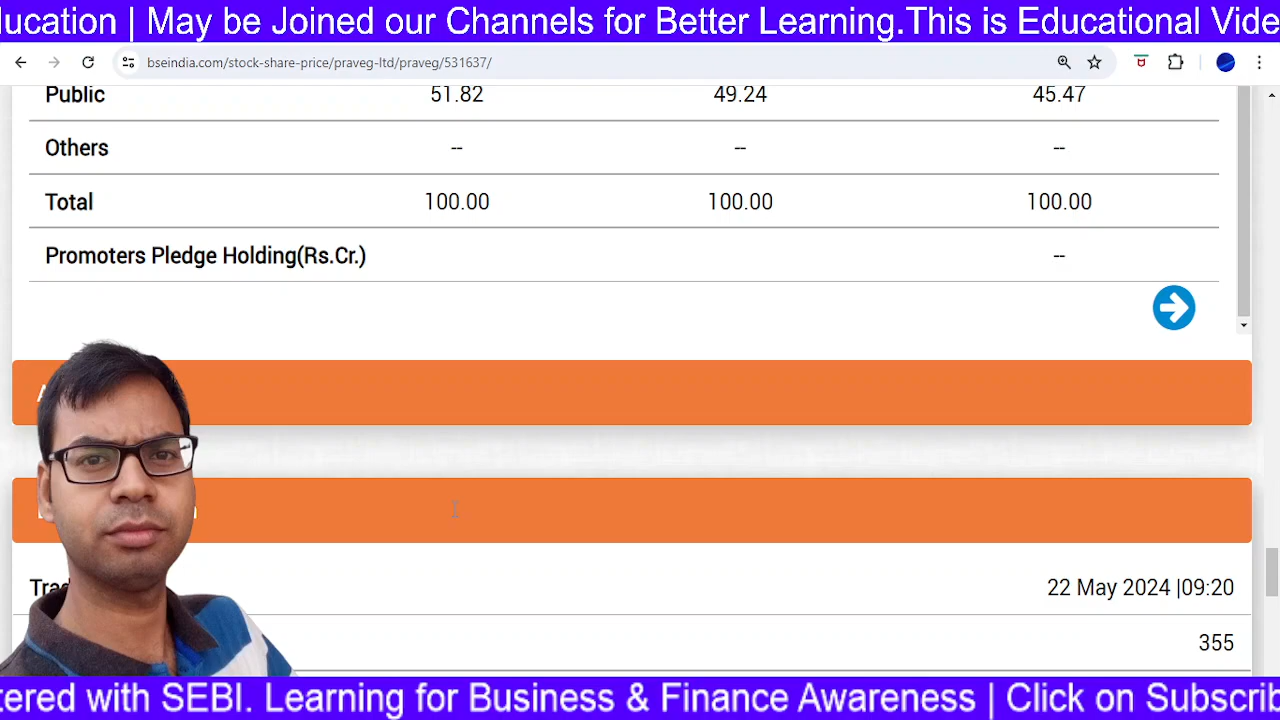 ducation | May be Joined our Channels for Better Learning.This is Educational Vide
bseindia.com/stock-share-price/praveg-ltd/praveg/531637/
Public 51.82 49.24 45.47
Others -- -- --
Total 100.00 100.00 100.00
Promoters Pledge Holding(Rs.Cr.) --
22 May 2024 |09:20
355
tered with SEBI. Learning for Business & Finance Awareness | Click on Subscrib